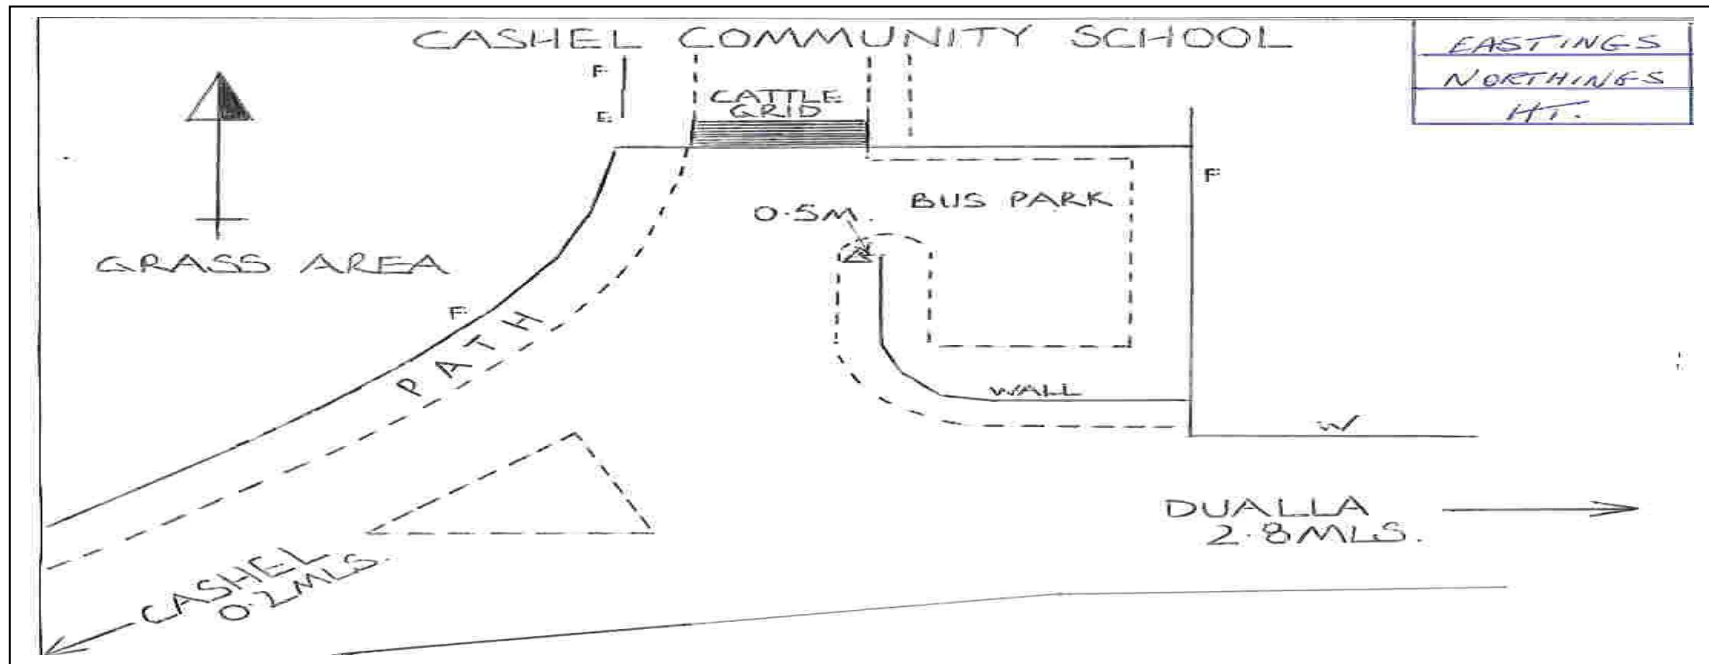 CASHEL COMMUNITY SCHOOL
EASTINGS
NORTHINGS
HT.
F
E
CATTLE
GRID
F
BUS PARK
0.5M.
GRASS AREA
F
PATH
WALL
W
DUALLA
2.8MLS.
CASHEL
0.2MLS.